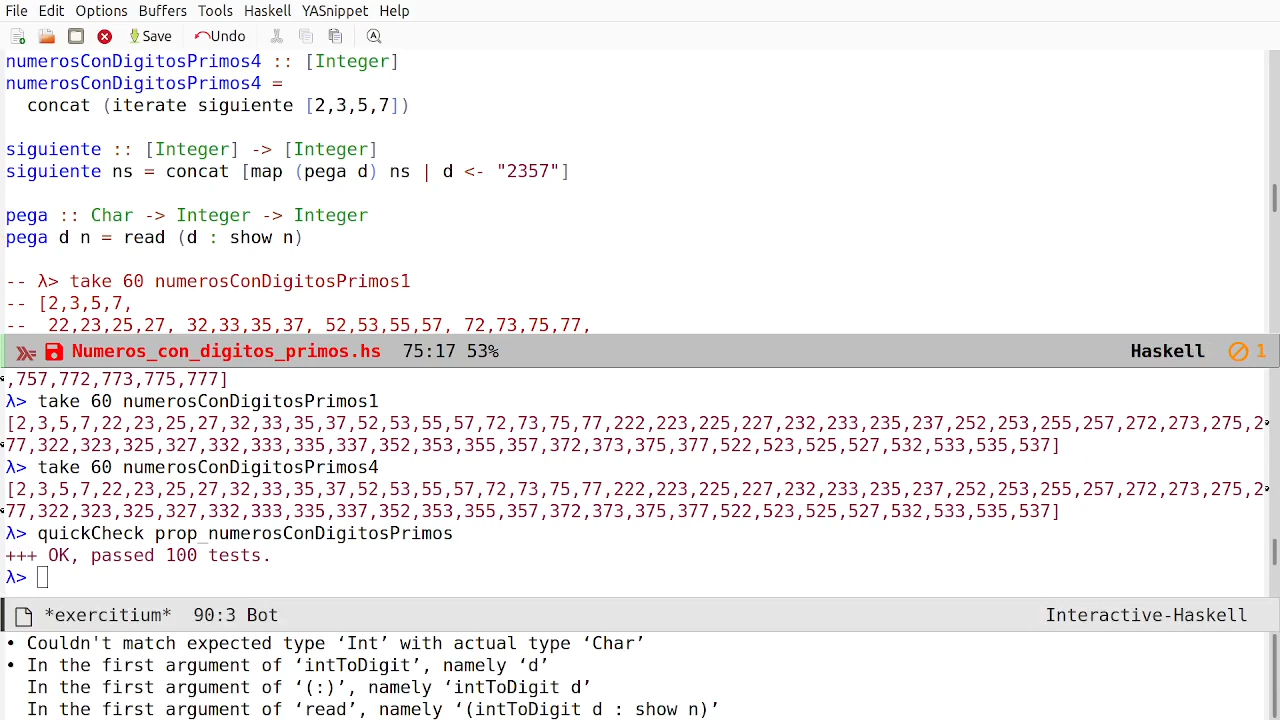 File Edit Options Buffers Tools Haskell YASnippet Help
Save Undo
numerosConDigitosPrimos4 :: [Integer]
numerosConDigitosPrimos4 =
  concat (iterate siguiente [2,3,5,7])
siguiente :: [Integer] -> [Integer]
siguiente ns = concat [map (pega d) ns | d <- "2357"]
pega :: Char -> Integer -> Integer
pega d n = read (d : show n)
-- λ> take 60 numerosConDigitosPrimos1
-- [2,3,5,7,
--  22,23,25,27, 32,33,35,37, 52,53,55,57, 72,73,75,77,
Numeros_con_digitos_primos.hs 75:17 53% Haskell 1
,757,772,773,775,777]
λ> take 60 numerosConDigitosPrimos1
[2,3,5,7,22,23,25,27,32,33,35,37,52,53,55,57,72,73,75,77,222,223,225,227,232,233,235,237,252,253,255,257,272,273,275,2
77,322,323,325,327,332,333,335,337,352,353,355,357,372,373,375,377,522,523,525,527,532,533,535,537]
λ> take 60 numerosConDigitosPrimos4
[2,3,5,7,22,23,25,27,32,33,35,37,52,53,55,57,72,73,75,77,222,223,225,227,232,233,235,237,252,253,255,257,272,273,275,2
77,322,323,325,327,332,333,335,337,352,353,355,357,372,373,375,377,522,523,525,527,532,533,535,537]
λ> quickCheck prop_numerosConDigitosPrimos
+++ OK, passed 100 tests.
λ>
*exercitium* 90:3 Bot Interactive-Haskell
• Couldn't match expected type ‘Int’ with actual type ‘Char’
• In the first argument of ‘intToDigit’, namely ‘d’
  In the first argument of ‘(:)’, namely ‘intToDigit d’
  In the first argument of ‘read’, namely ‘(intToDigit d : show n)’